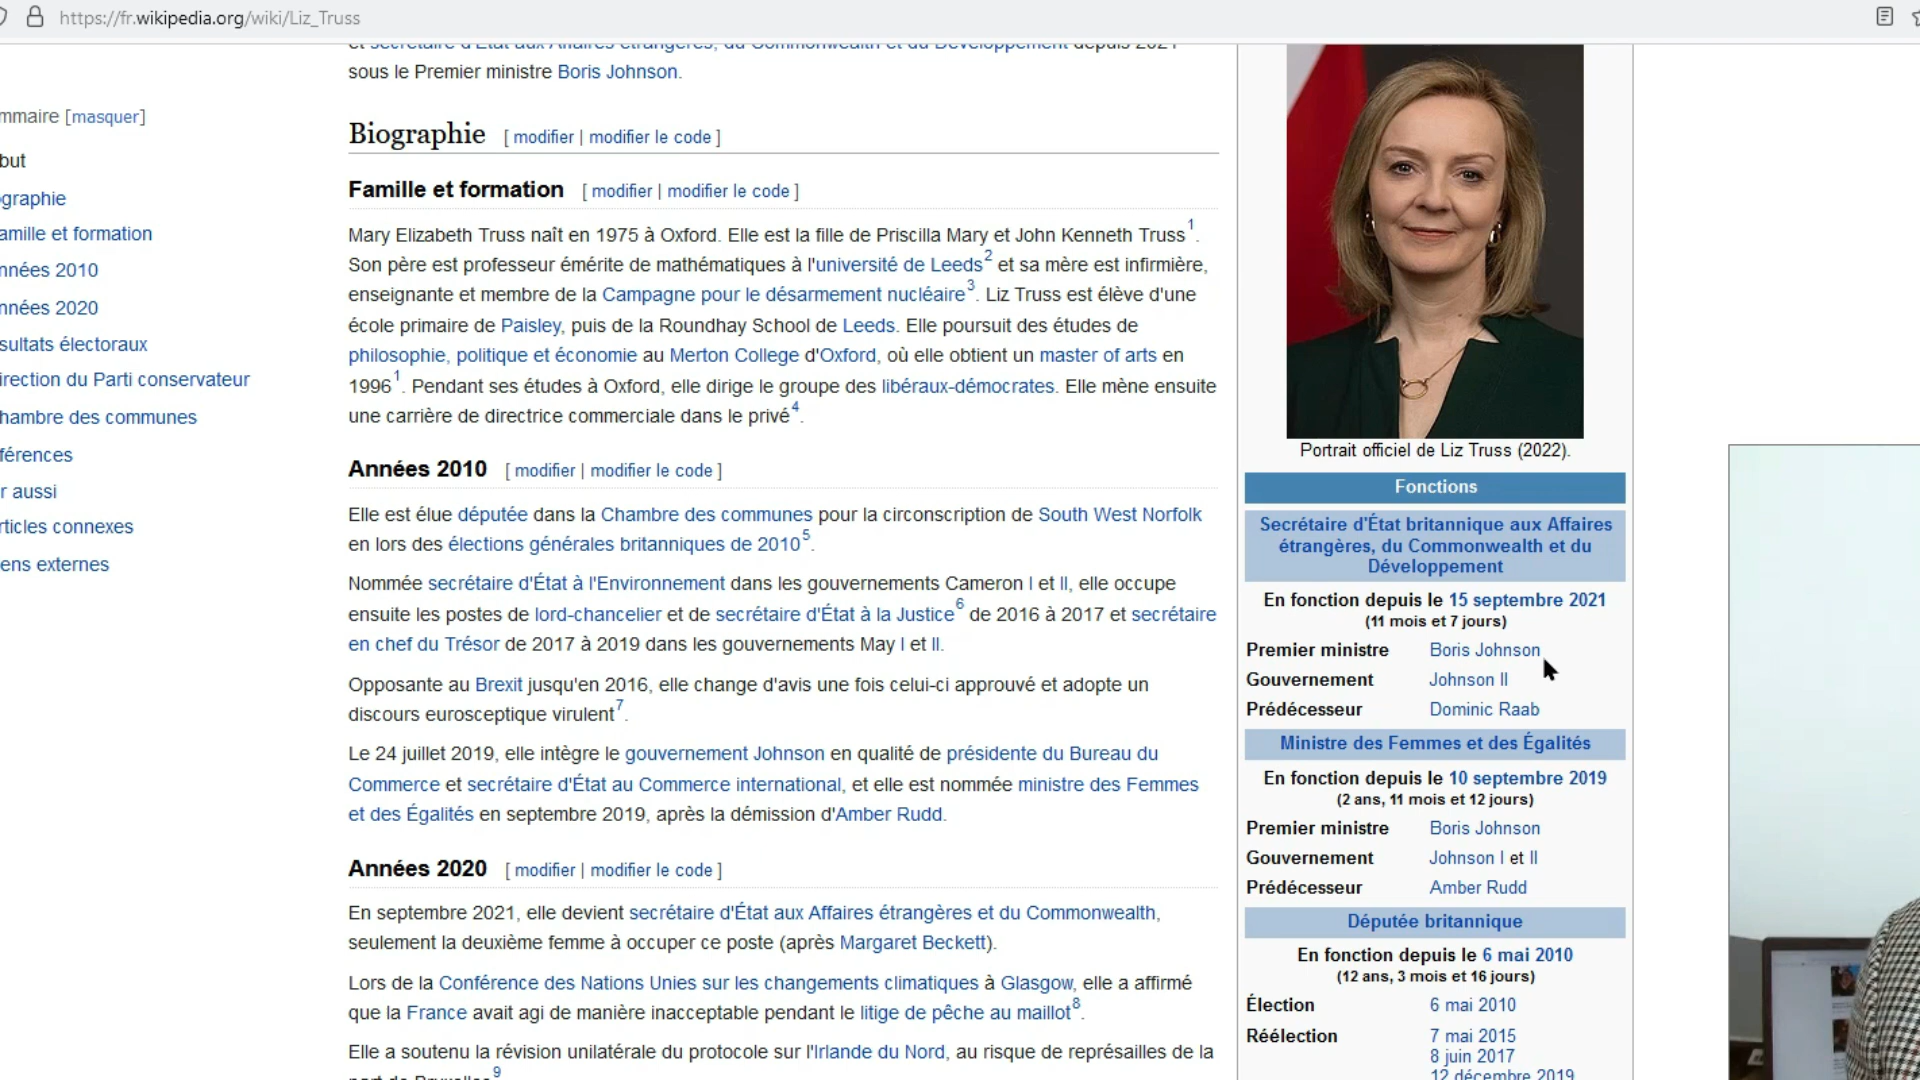 https://fr.wikipedia.org/wiki/Liz_Truss
et secrétaire d'État aux Affaires étrangères, du Commonwealth et du Développement depuis 2021
sous le Premier ministre Boris Johnson.
mmaire [masquer]
but
graphie
amille et formation
nnées 2010
nnées 2020
sultats électoraux
irection du Parti conservateur
hambre des communes
férences
r aussi
rticles connexes
ens externes
Biographie [ modifier | modifier le code ]
Famille et formation [ modifier | modifier le code ]
Mary Elizabeth Truss naît en 1975 à Oxford. Elle est la fille de Priscilla Mary et John Kenneth Truss1.
Son père est professeur émérite de mathématiques à l'université de Leeds2 et sa mère est infirmière,
enseignante et membre de la Campagne pour le désarmement nucléaire3. Liz Truss est élève d'une
école primaire de Paisley, puis de la Roundhay School de Leeds. Elle poursuit des études de
philosophie, politique et économie au Merton College d'Oxford, où elle obtient un master of arts en
19961. Pendant ses études à Oxford, elle dirige le groupe des libéraux-démocrates. Elle mène ensuite
une carrière de directrice commerciale dans le privé4.
Années 2010 [ modifier | modifier le code ]
Elle est élue députée dans la Chambre des communes pour la circonscription de South West Norfolk
en lors des élections générales britanniques de 20105.
Nommée secrétaire d'État à l'Environnement dans les gouvernements Cameron I et II, elle occupe
ensuite les postes de lord-chancelier et de secrétaire d'État à la Justice6 de 2016 à 2017 et secrétaire
en chef du Trésor de 2017 à 2019 dans les gouvernements May I et II.
Opposante au Brexit jusqu'en 2016, elle change d'avis une fois celui-ci approuvé et adopte un
discours eurosceptique virulent7.
Le 24 juillet 2019, elle intègre le gouvernement Johnson en qualité de présidente du Bureau du
Commerce et secrétaire d'État au Commerce international, et elle est nommée ministre des Femmes
et des Égalités en septembre 2019, après la démission d'Amber Rudd.
Années 2020 [ modifier | modifier le code ]
En septembre 2021, elle devient secrétaire d'État aux Affaires étrangères et du Commonwealth,
seulement la deuxième femme à occuper ce poste (après Margaret Beckett).
Lors de la Conférence des Nations Unies sur les changements climatiques à Glasgow, elle a affirmé
que la France avait agi de manière inacceptable pendant le litige de pêche au maillot8.
Elle a soutenu la révision unilatérale du protocole sur l'Irlande du Nord, au risque de représailles de la
part de Bruxelles9
Portrait officiel de Liz Truss (2022).
Fonctions
Secrétaire d'État britannique aux Affaires
étrangères, du Commonwealth et du
Développement
En fonction depuis le 15 septembre 2021
(11 mois et 7 jours)
Premier ministre Boris Johnson
Gouvernement Johnson II
Prédécesseur Dominic Raab
Ministre des Femmes et des Égalités
En fonction depuis le 10 septembre 2019
(2 ans, 11 mois et 12 jours)
Premier ministre Boris Johnson
Gouvernement Johnson I et II
Prédécesseur Amber Rudd
Députée britannique
En fonction depuis le 6 mai 2010
(12 ans, 3 mois et 16 jours)
Élection 6 mai 2010
Réélection 7 mai 2015
8 juin 2017
12 décembre 2019